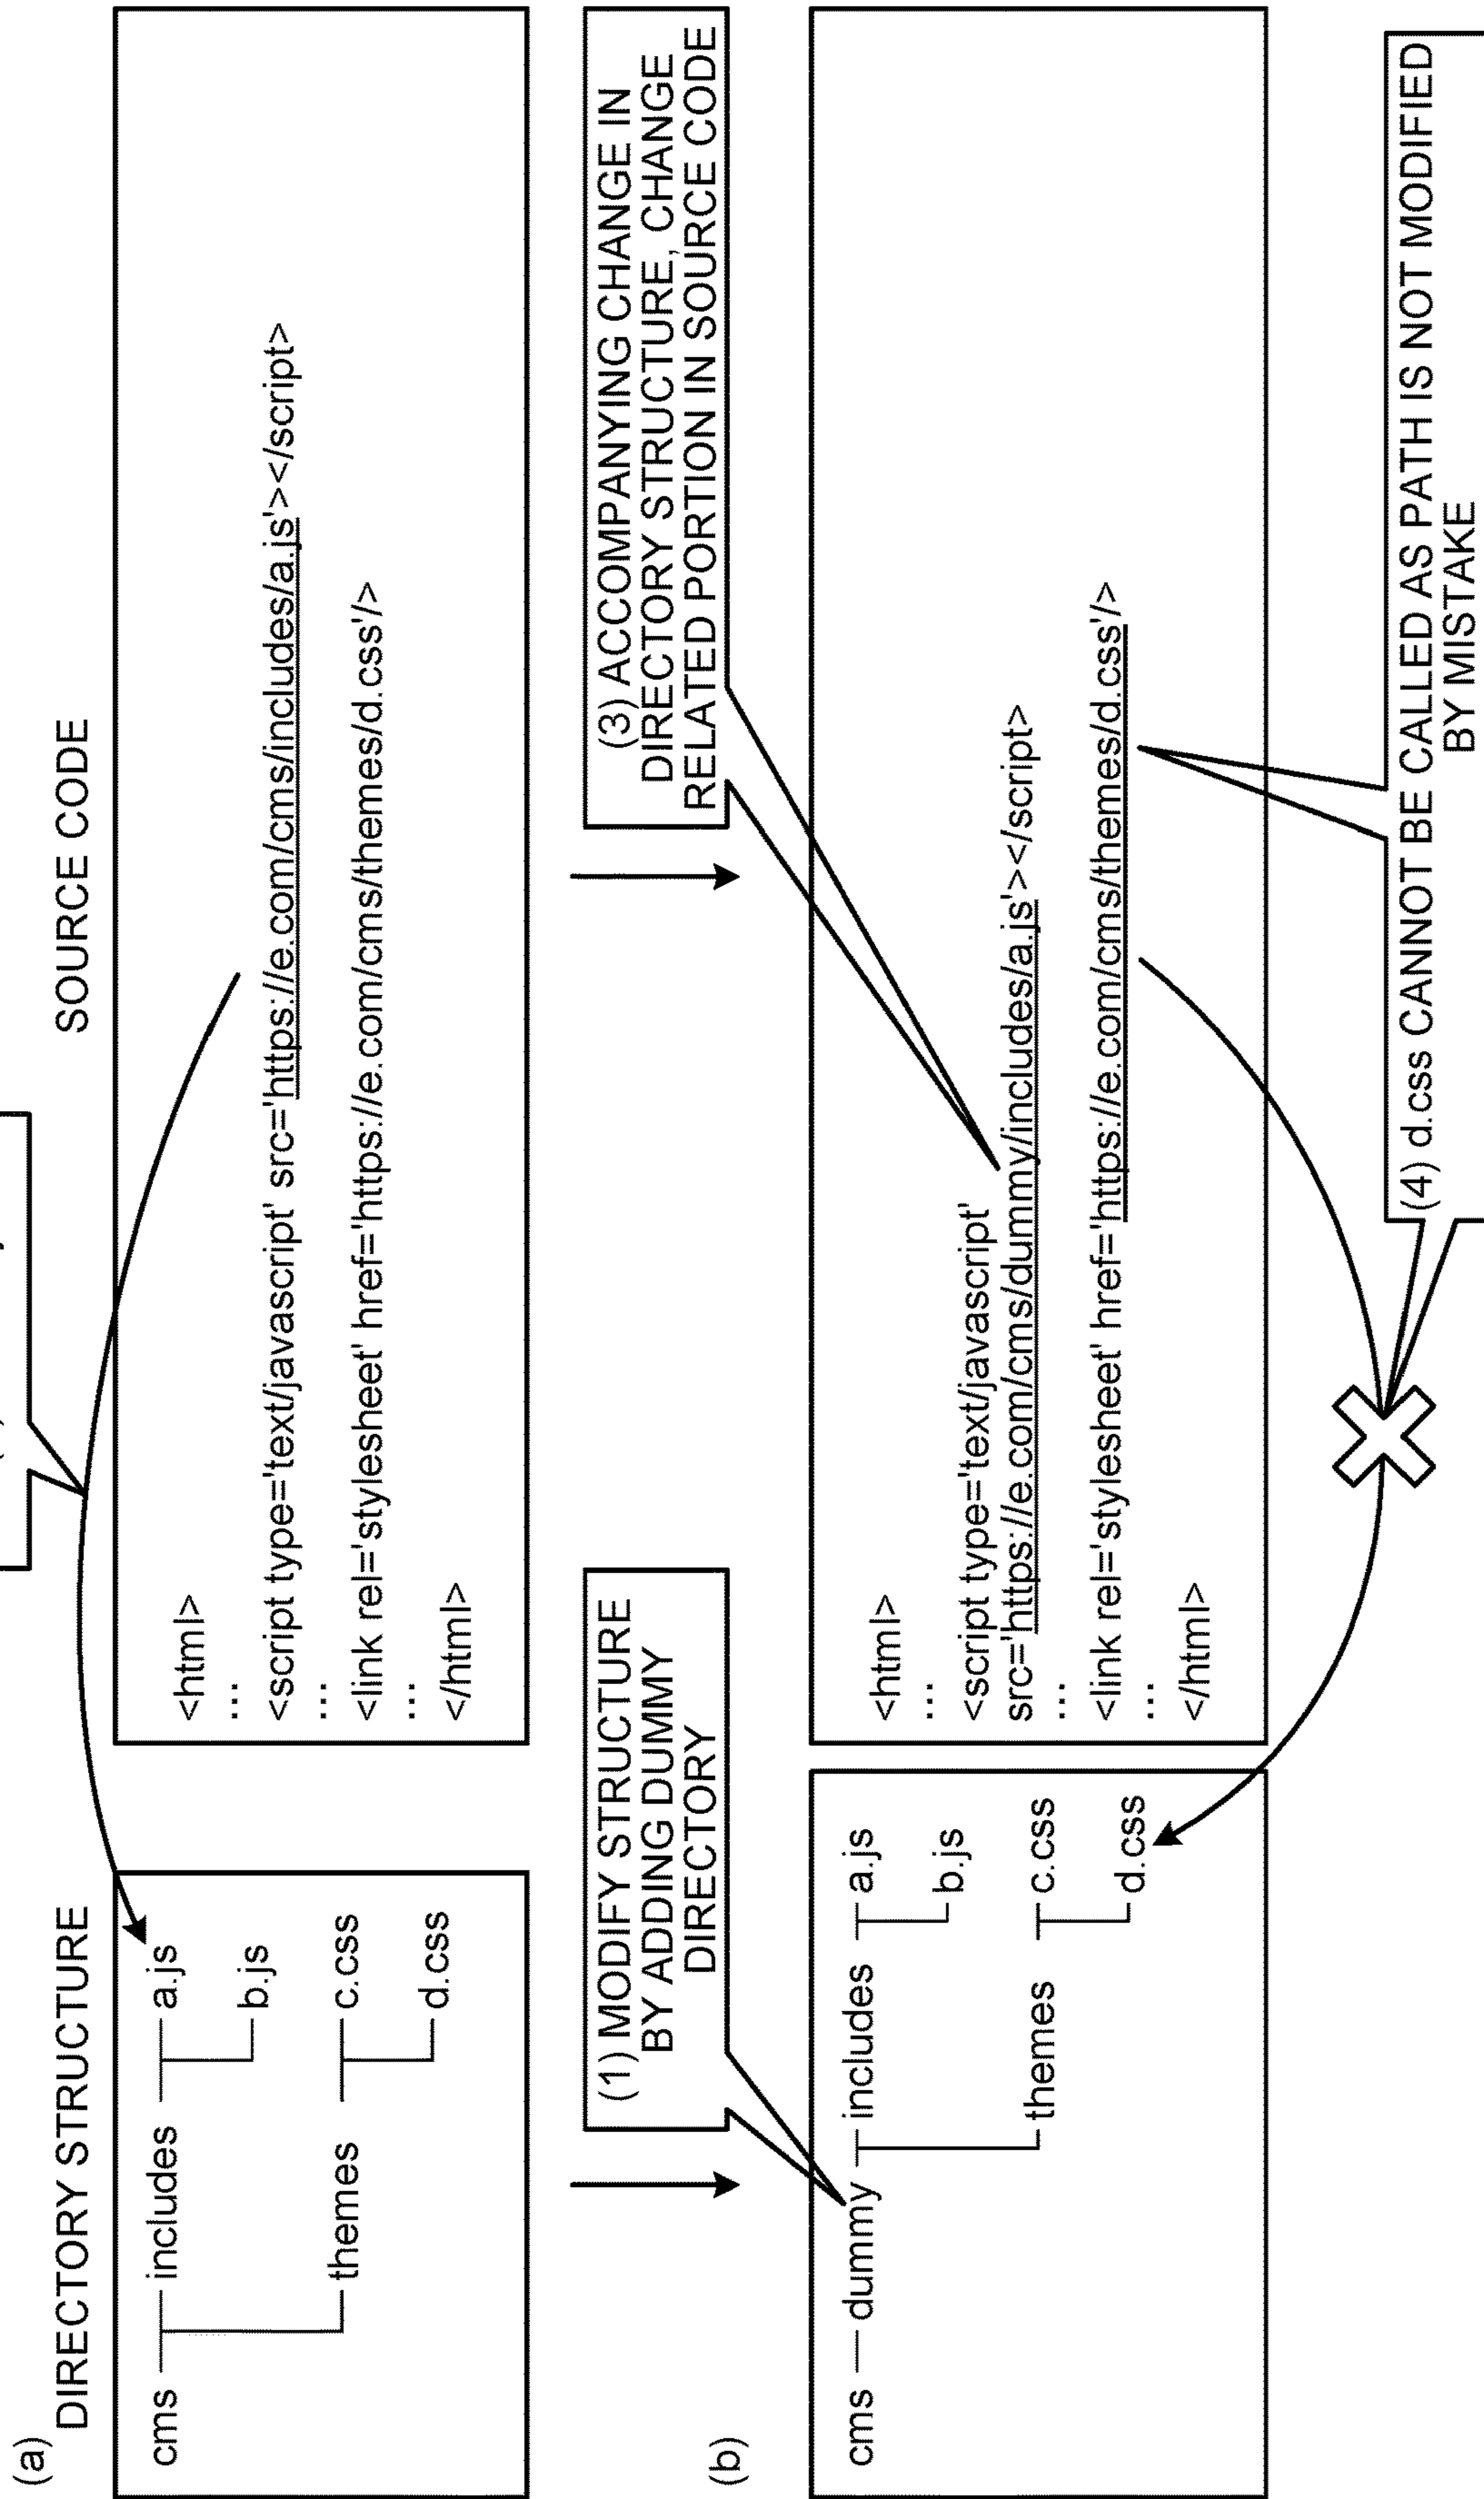 (a)
DIRECTORY STRUCTURE
cms
includes
a.js
b.js
themes
c.css
d.css
SOURCE CODE
<html>
...
<script type='text/javascript' src='https://e.com/cms/includes/a.js'></script>
...
<link rel='stylesheet' href='https://e.com/cms/themes/d.css'/>
...
</html>
(1) MODIFY STRUCTURE
BY ADDING DUMMY
DIRECTORY
(3) ACCOMPANYING CHANGE IN
DIRECTORY STRUCTURE, CHANGE
RELATED PORTION IN SOURCE CODE
(b)
cms
dummy
includes
a.js
b.js
themes
c.css
d.css
<html>
...
<script type='text/javascript'
src='https://e.com/cms/dummy/includes/a.js'></script>
...
<link rel='stylesheet' href='https://e.com/cms/themes/d.css'/>
...
</html>
(4) d.css CANNOT BE CALLED AS PATH IS NOT MODIFIED
BY MISTAKE